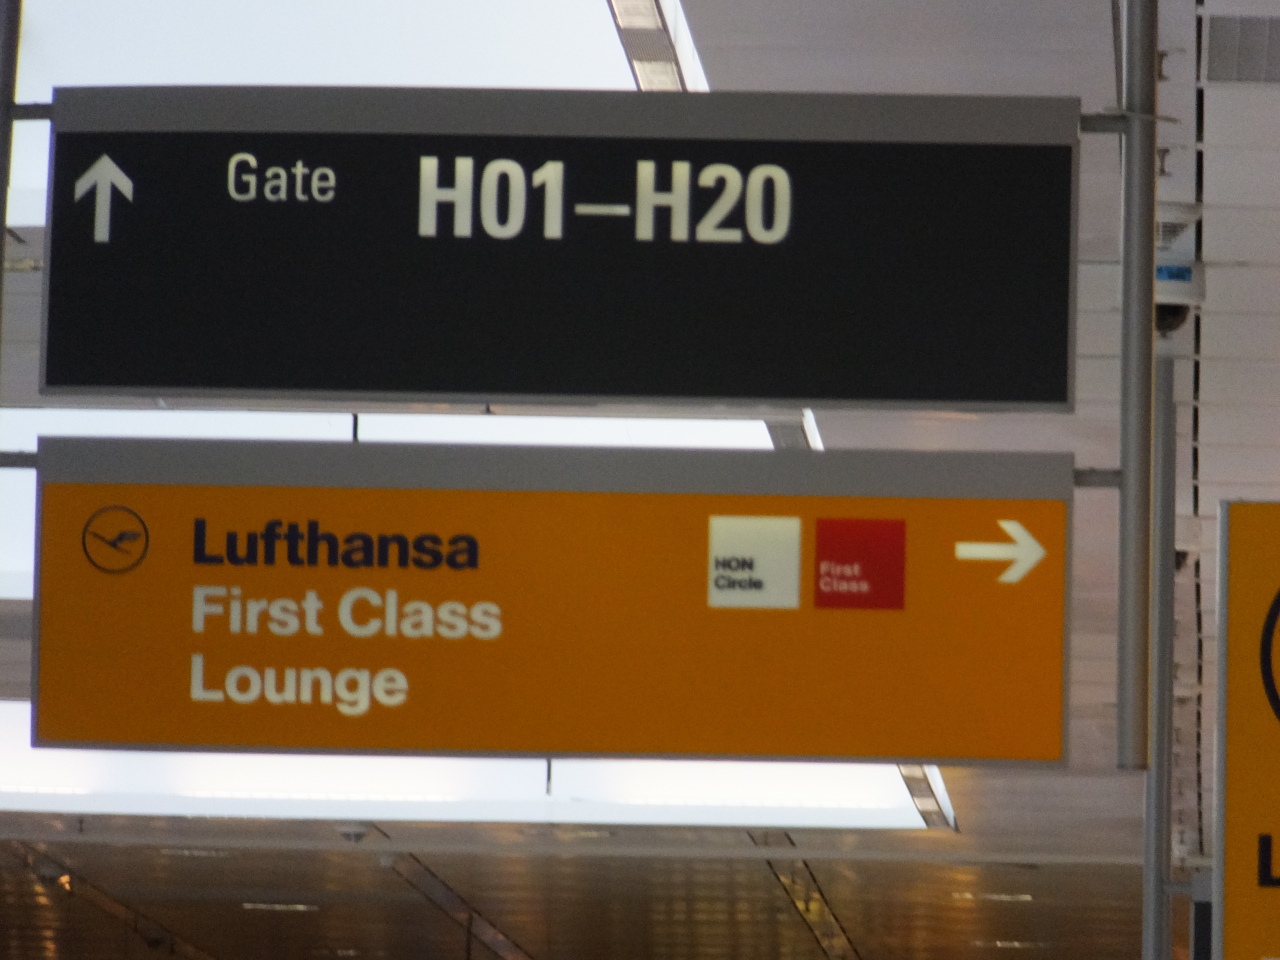 Gate H01–H20
Lufthansa
First Class
Lounge
HON
Circle
First
Class
L